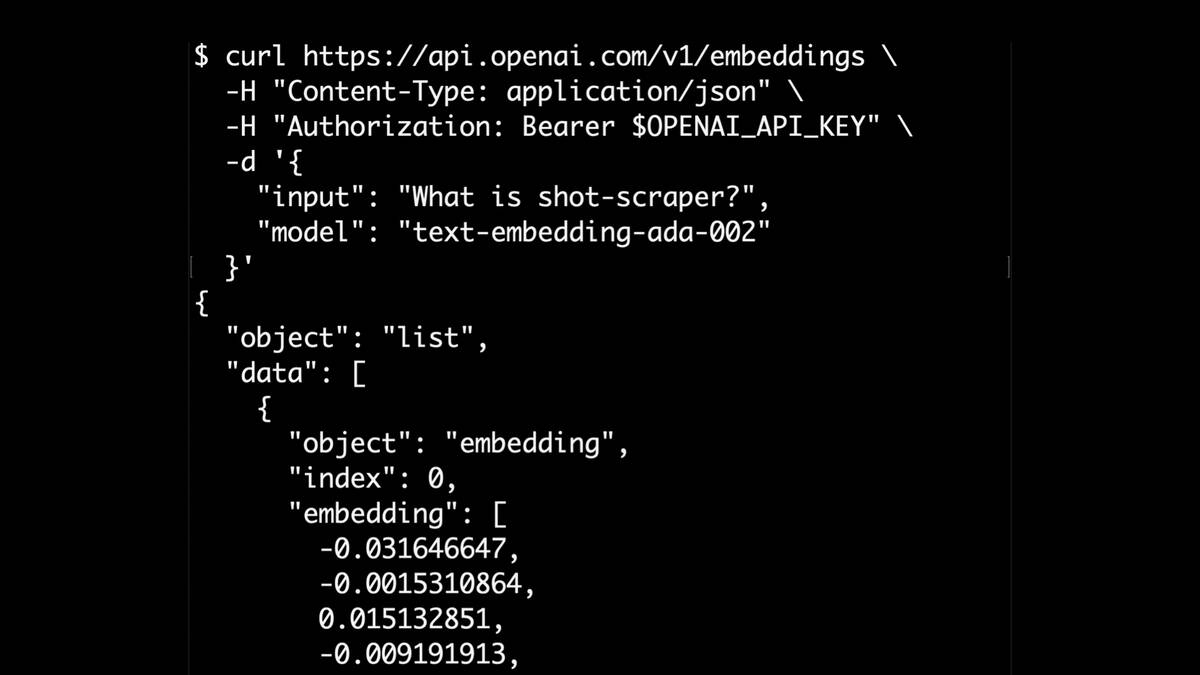 $ curl https://api.openai.com/v1/embeddings \
-H "Content-Type: application/json" \
-H "Authorization: Bearer $OPENAI_API_KEY" \
-d '{
"input": "What is shot-scraper?",
"model": "text-embedding-ada-002"
}'
{
"object": "list",
"data": [
{
"object": "embedding",
"index": 0,
"embedding": [
-0.031646647,
-0.0015310864,
0.015132851,
-0.009191913,